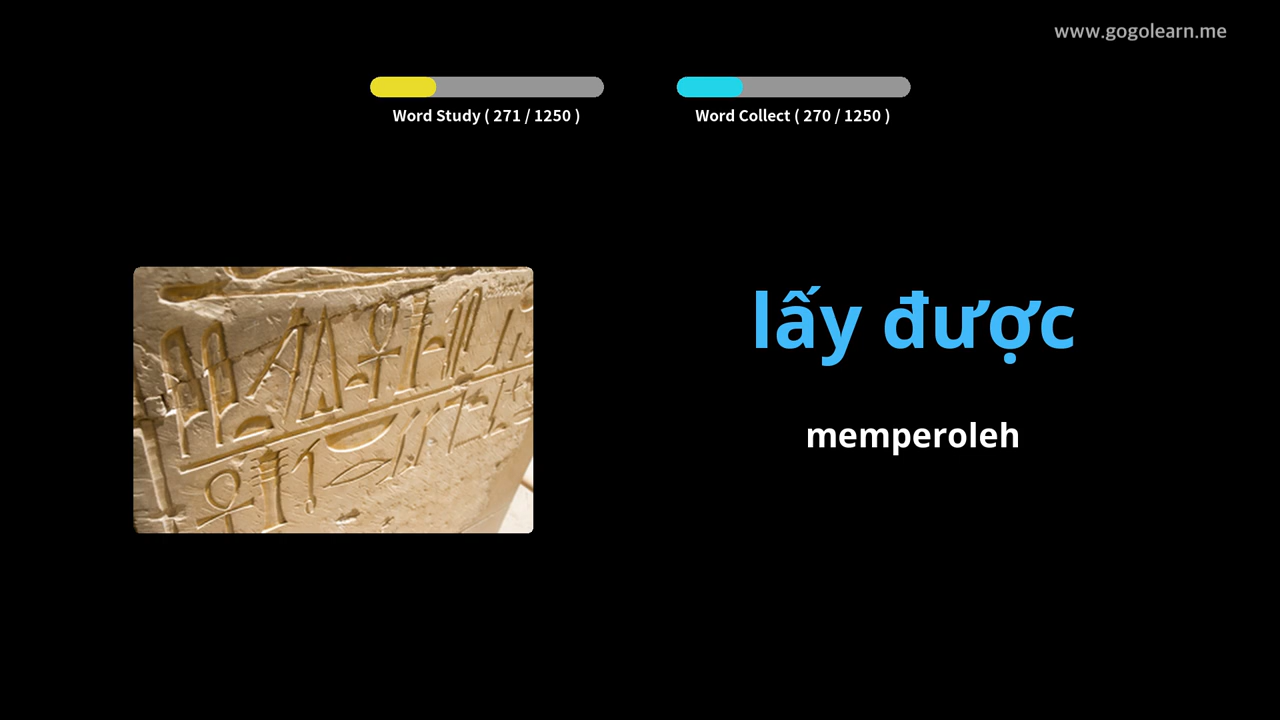 www.gogolearn.me
Word Study ( 271 / 1250 )
Word Collect ( 270 / 1250 )
lấy được
memperoleh